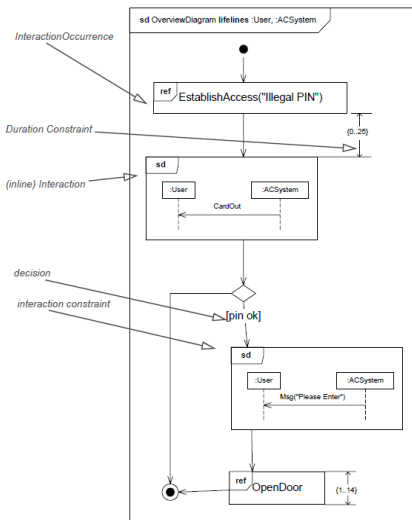 sd OverviewDiagram lifelines :User, :ACSystem
InteractionOccurrence
ref
EstablishAccess("Illegal PIN")
Duration Constraint
{0..25}
(inline) Interaction
sd
:User
:ACSystem
CardOut
decision
interaction constraint
[pin ok]
sd
:User
:ACSystem
Msg("Please Enter")
ref
OpenDoor
{1..14}